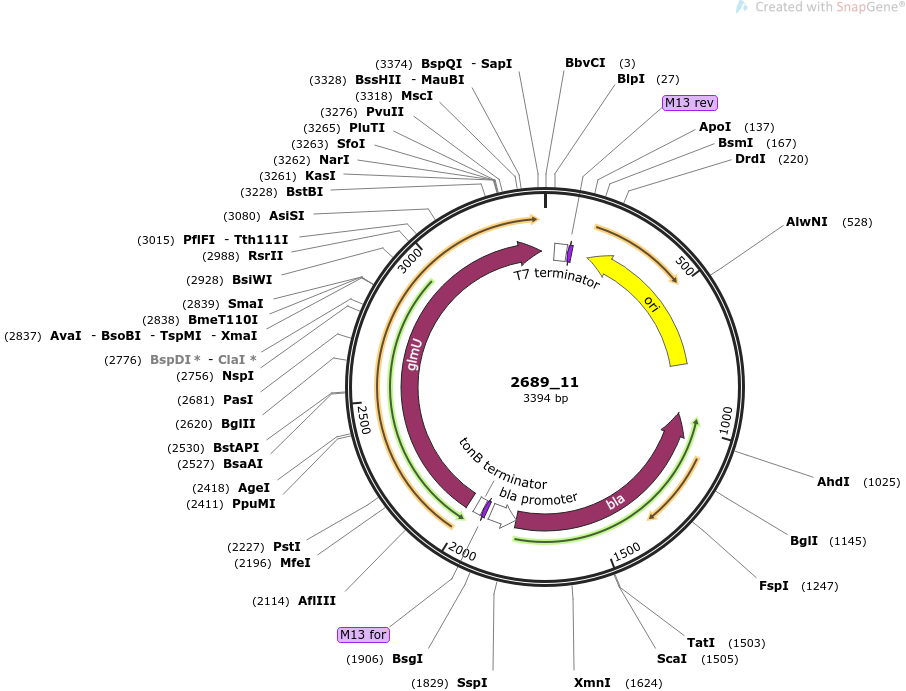 Created with SnapGene®
(3374) BspQI - SapI
(3328) BssHII - MauBI
(3318) MscI
(3276) PvuII
(3265) PluTI
(3263) SfoI
(3262) NarI
(3261) KasI
(3228) BstBI
(3080) AsiSI
(3015) PflFI - Tth111I
(2988) RsrII
(2928) BsiWI
(2839) SmaI
(2838) BmeT110I
(2837) AvaI - BsoBI - TspMI - XmaI
(2776) BspDI * - ClaI *
(2756) NspI
(2681) PasI
(2620) BglII
(2530) BstAPI
(2527) BsaAI
(2418) AgeI
(2411) PpuMI
(2227) PstI
(2196) MfeI
(2114) AflIII
M13 for
(1906) BsgI
(1829) SspI
BbvCI (3)
BlpI (27)
M13 rev
ApoI (137)
BsmI (167)
DrdI (220)
AlwNI (528)
AhdI (1025)
BglI (1145)
FspI (1247)
TatI (1503)
ScaI (1505)
XmnI (1624)
500
1000
1500
2000
2500
3000
T7 terminator
ori
glmU
2689_11
3394 bp
tonB terminator
bla promoter
bla